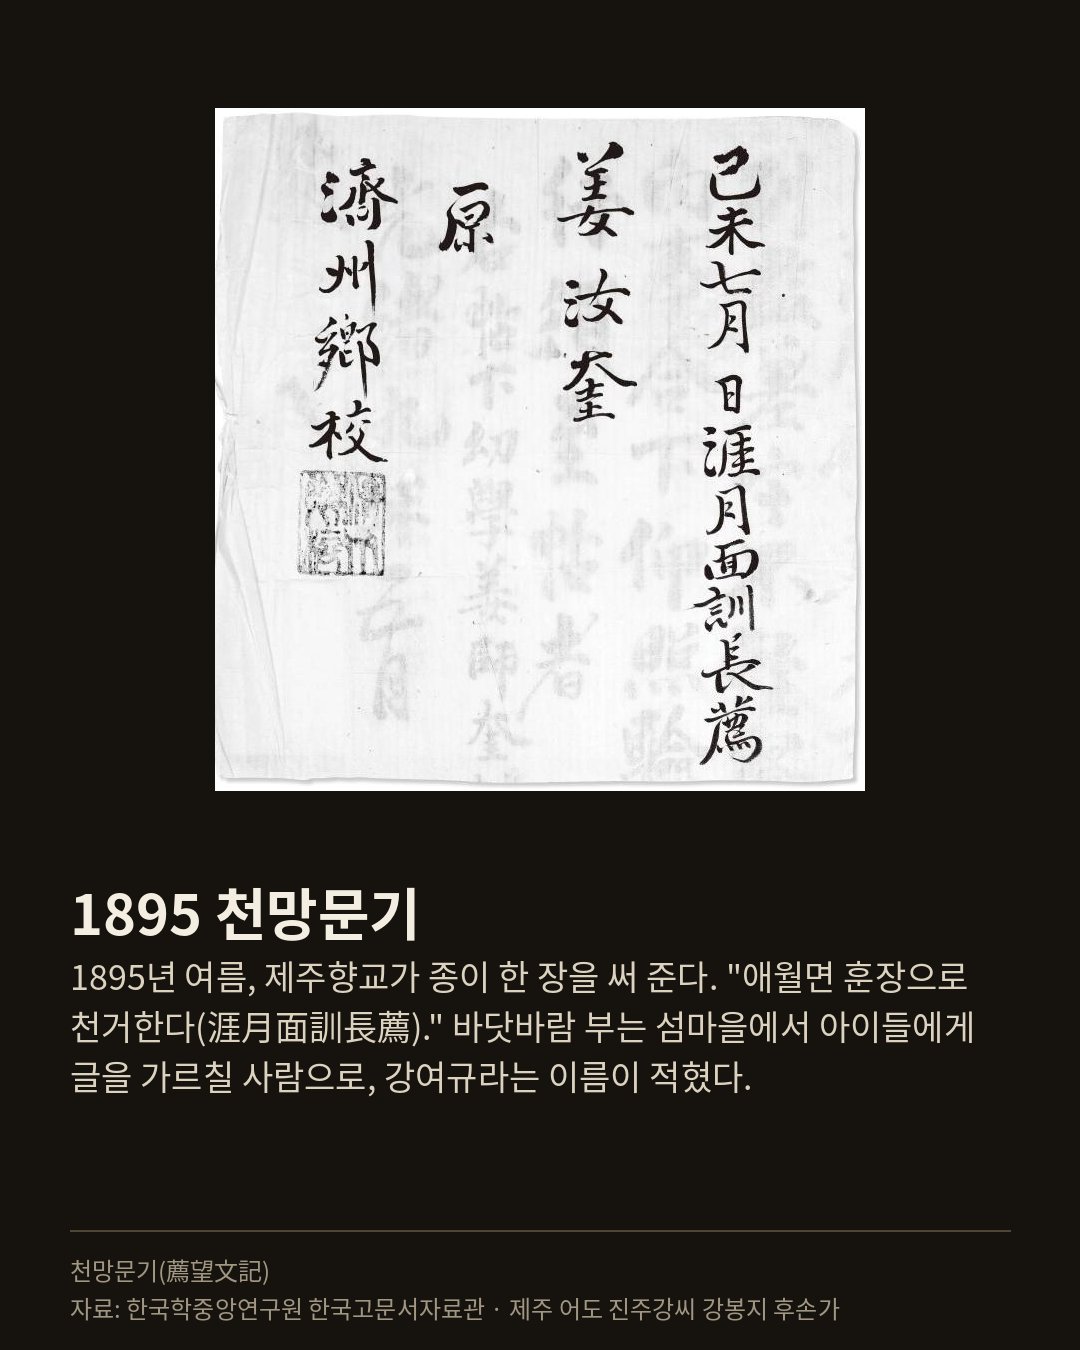 己未七月 日涯月面訓長薦
姜汝奎
原
濟州鄉校
1895 천망문기
1895년 여름, 제주향교가 종이 한 장을 써 준다. "애월면 훈장으로
천거한다(涯月面訓長薦)." 바닷바람 부는 섬마을에서 아이들에게
글을 가르칠 사람으로, 강여규라는 이름이 적혔다.
천망문기(薦望文記)
자료: 한국학중앙연구원 한국고문서자료관 · 제주 어도 진주강씨 강봉지 후손가